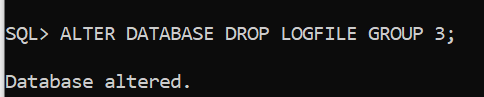 SQL> ALTER DATABASE DROP LOGFILE GROUP 3;
Database altered.